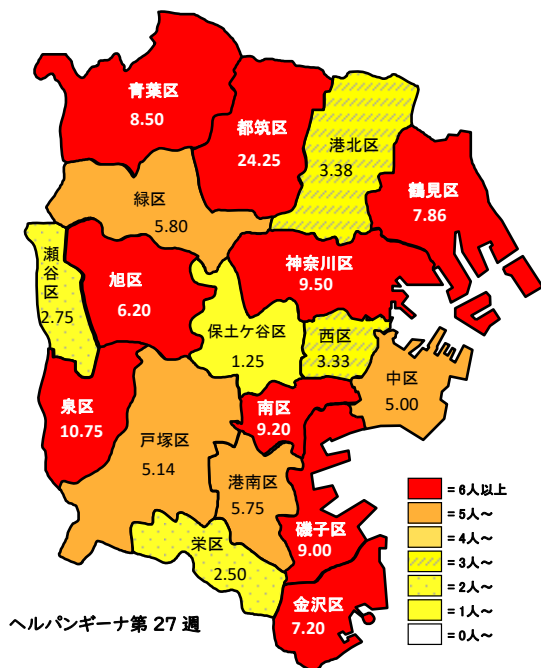 青葉区
8.50
都筑区
24.25
港北区
3.38
鶴見区
7.86
緑区
5.80
神奈川区
9.50
瀬谷区
2.75
旭区
6.20
保土ケ谷区
1.25
西区
3.33
中区
5.00
泉区
10.75
戸塚区
5.14
南区
9.20
港南区
5.75
磯子区
9.00
栄区
2.50
金沢区
7.20
= 6人以上
= 5人~
= 4人~
= 3人~
= 2人~
= 1人~
= 0人~
ヘルパンギーナ第 27 週